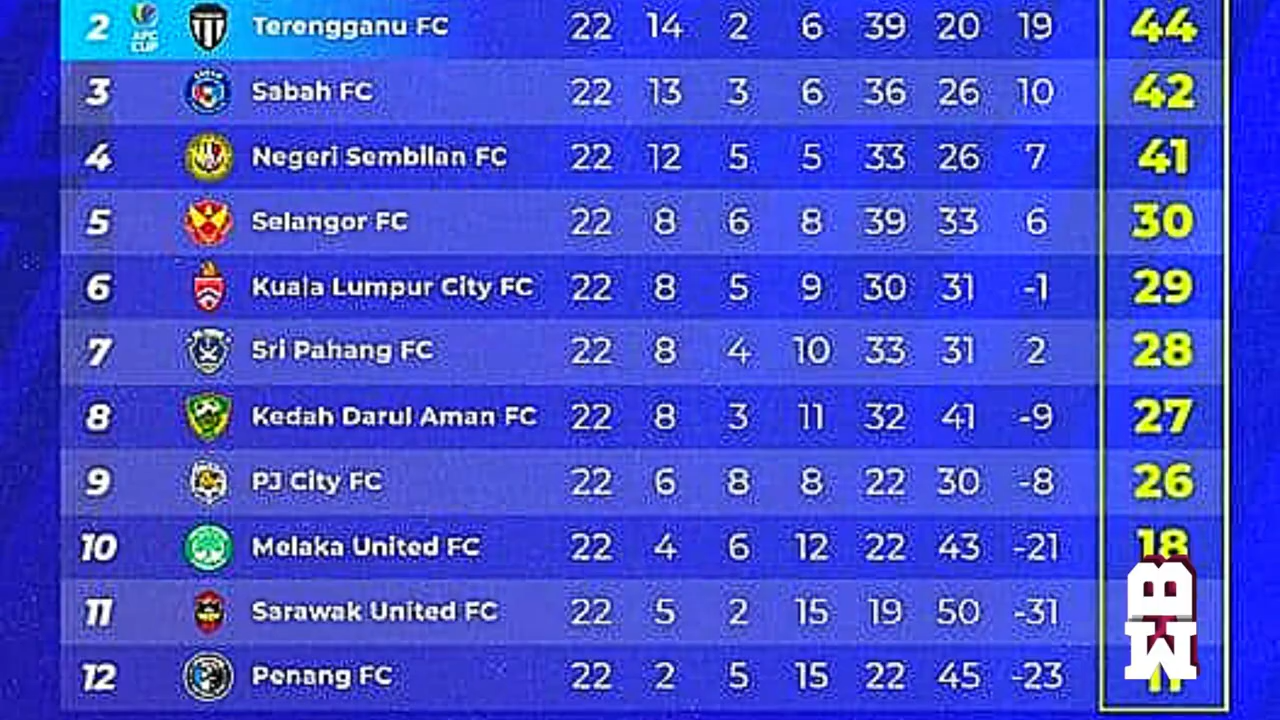 2 AFC CUP Terengganu FC 22 14 2 6 39 20 19 44
3 Sabah FC 22 13 3 6 36 26 10 42
4 Negeri Sembilan FC 22 12 5 5 33 26 7 41
5 Selangor FC 22 8 6 8 39 33 6 30
6 Kuala Lumpur City FC 22 8 5 9 30 31 -1 29
7 Sri Pahang FC 22 8 4 10 33 31 2 28
8 Kedah Darul Aman FC 22 8 3 11 32 41 -9 27
9 PJ City FC 22 6 8 8 22 30 -8 26
10 Melaka United FC 22 4 6 12 22 43 -21 18
11 Sarawak United FC 22 5 2 15 19 50 -31
12 Penang FC 22 2 5 15 22 45 -23 11
BW